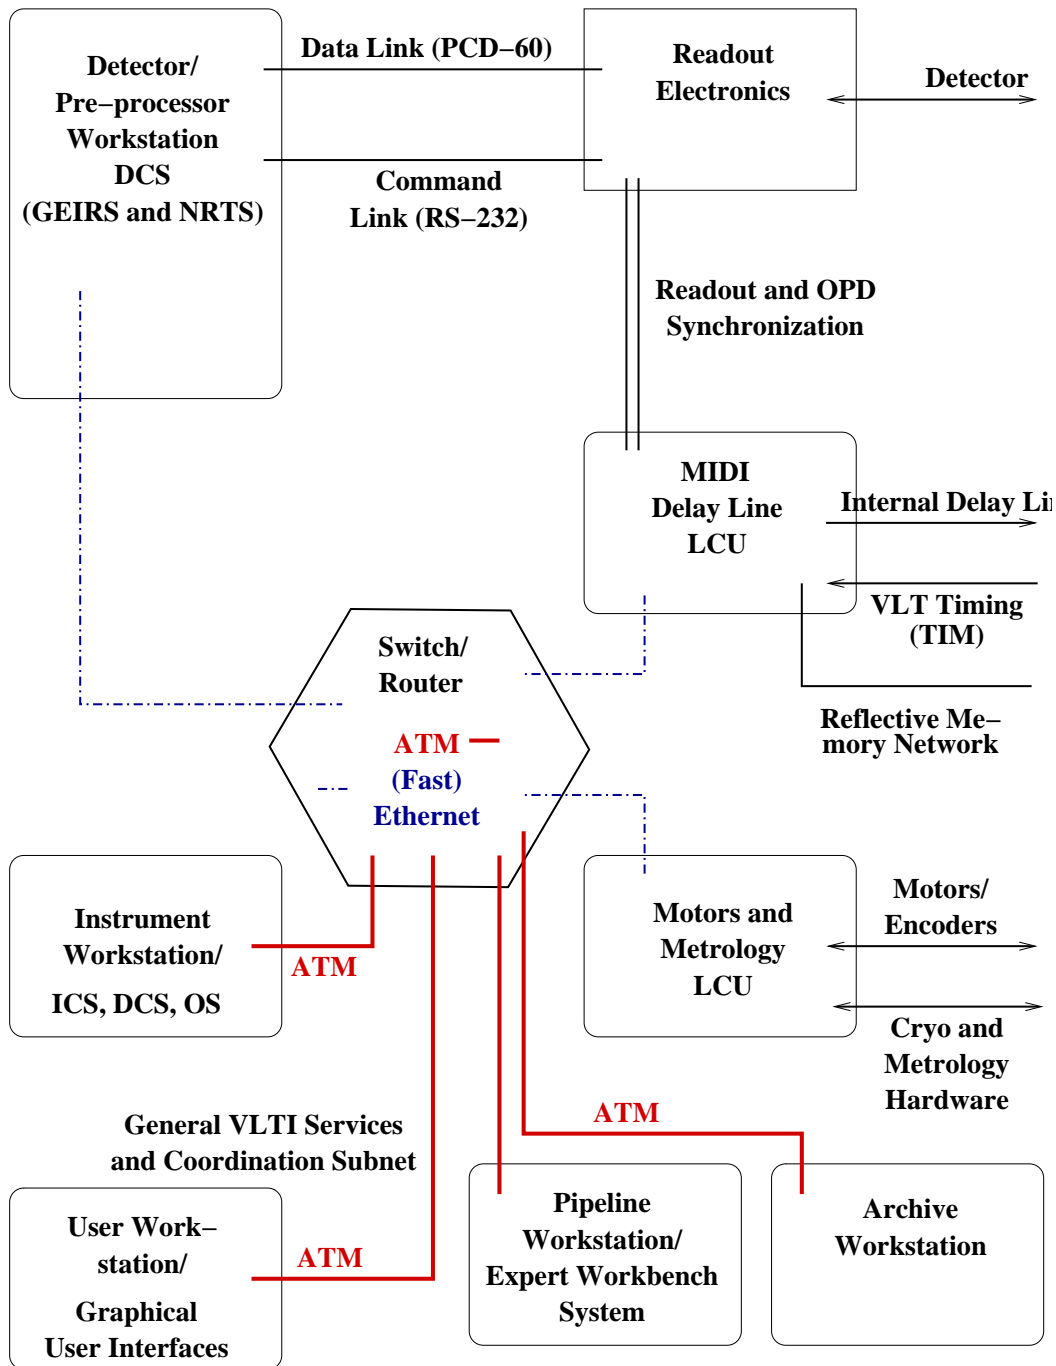 Detector/
Pre−processor
Workstation
DCS
(GEIRS and NRTS)
Data Link (PCD−60)
Command
Link (RS−232)
Readout
Electronics
Detector
Readout and OPD
Synchronization
MIDI
Delay Line
LCU
Internal Delay Li
VLT Timing
(TIM)
Reflective Me−
mory Network
Switch/
Router
ATM
(Fast)
Ethernet
Instrument
Workstation/
ICS, DCS, OS
ATM
Motors and
Metrology
LCU
Motors/
Encoders
Cryo and
Metrology
Hardware
General VLTI Services
and Coordination Subnet
ATM
User Work−
station/
Graphical
User Interfaces
ATM
Pipeline
Workstation/
Expert Workbench
System
Archive
Workstation